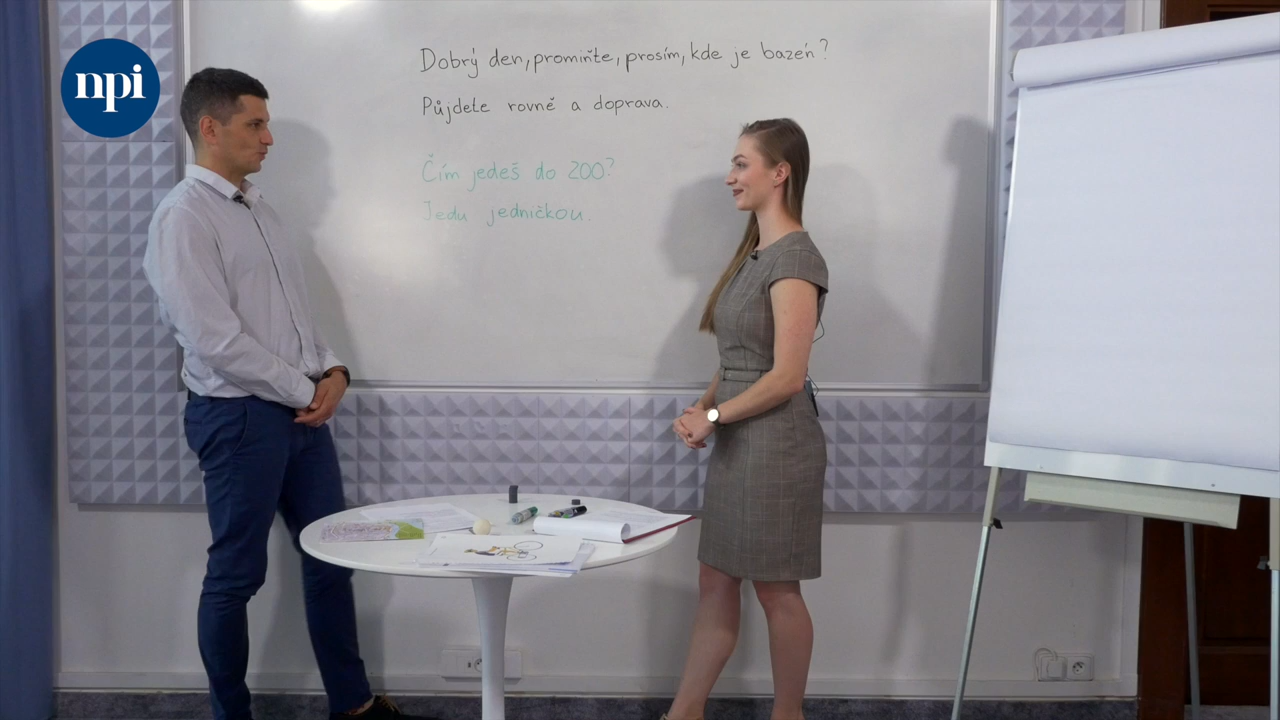 npi
Dobrý den, promiňte, prosím, kde je bazén?
Půjdete rovně a doprava.
Čím jedeš do ZOO?
Jedu jedničkou.